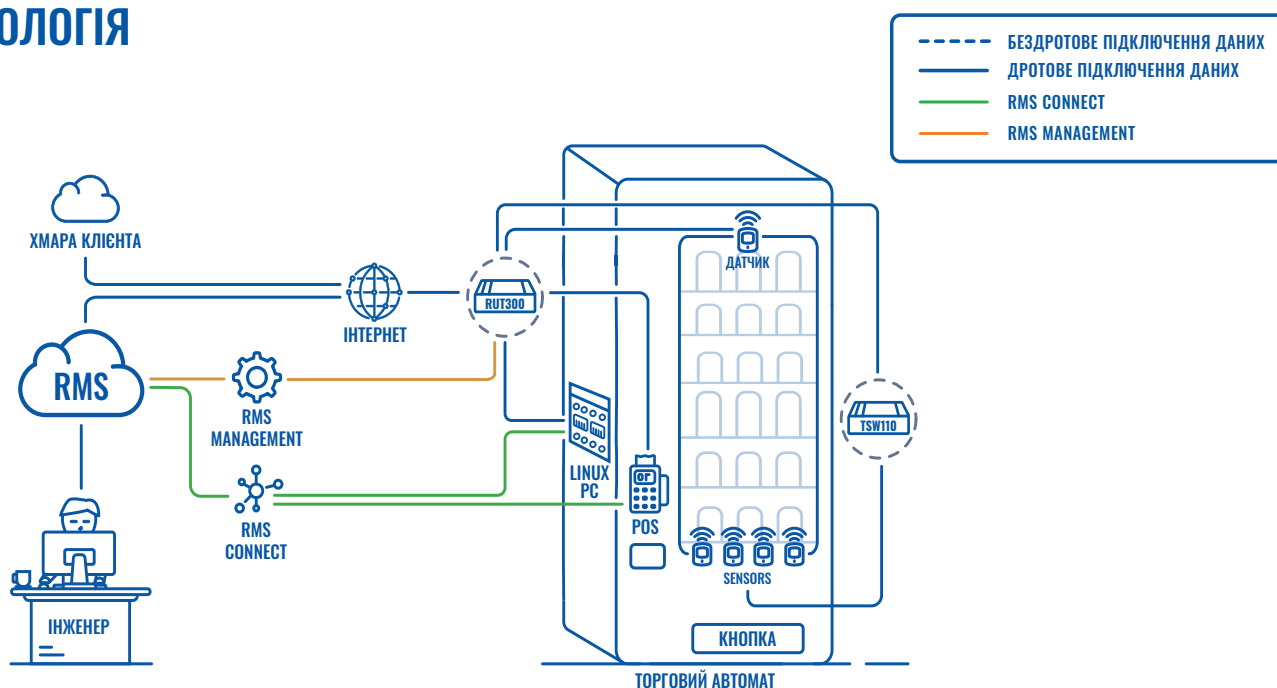 ОЛОГІЯ
БЕЗДРОТОВЕ ПІДКЛЮЧЕННЯ ДАНИХ
ДРОТОВЕ ПІДКЛЮЧЕННЯ ДАНИХ
RMS CONNECT
RMS MANAGEMENT
ХМАРА КЛІЄНТА
ІНТЕРНЕТ
RUT300
ДАТЧИК
RMS
RMS
MANAGEMENT
LINUX
PC
TSW110
POS
RMS
CONNECT
SENSORS
ІНЖЕНЕР
КНОПКА
ТОРГОВИЙ АВТОМАТ